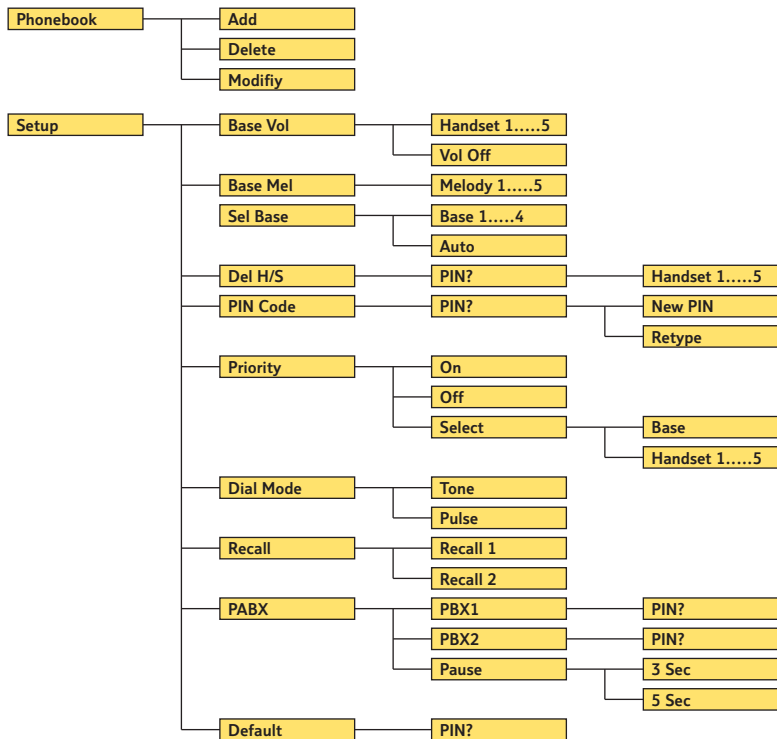 Phonebook Add
Delete
Modifiy
Setup Base Vol Handset 1.....5
Vol Off
Base Mel Melody 1.....5
Sel Base Base 1.....4
Auto
Del H/S PIN? Handset 1.....5
PIN Code PIN? New PIN
Retype
Priority On
Off
Select Base
Handset 1.....5
Dial Mode Tone
Pulse
Recall Recall 1
Recall 2
PABX PBX1 PIN?
PBX2 PIN?
Pause 3 Sec
5 Sec
Default PIN?